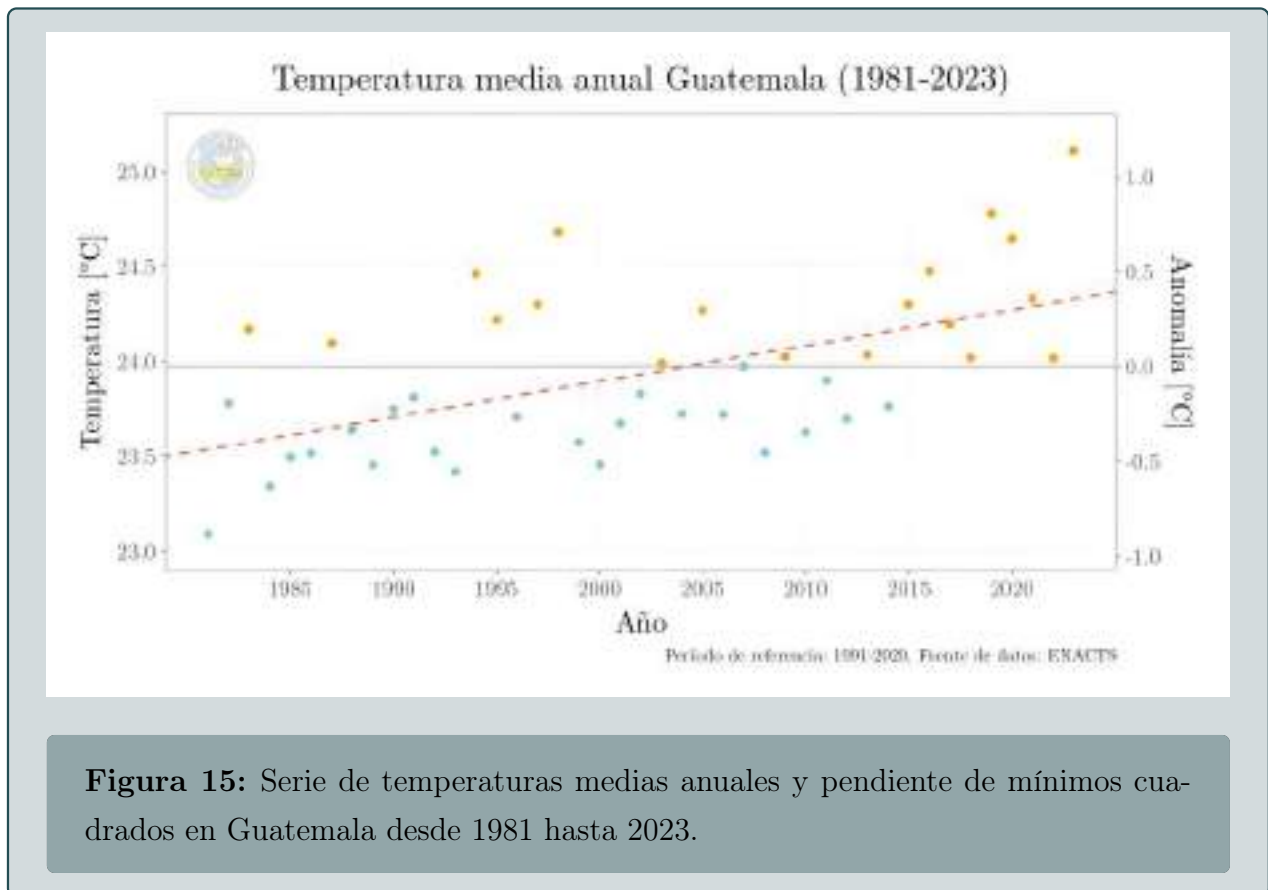 Temperatura media anual Guatemala (1981-2023)
Temperatura [°C]
25.0
24.5
24.0
23.5
23.0
1.0
0.5
0.0
-0.5
-1.0
Anomalía [°C]
1985 1990 1995 2000 2005 2010 2015 2020
Año
Período de referencia: 1991-2020, Fuente de datos: ENACTS
Figura 15: Serie de temperaturas medias anuales y pendiente de mínimos cua-
drados en Guatemala desde 1981 hasta 2023.